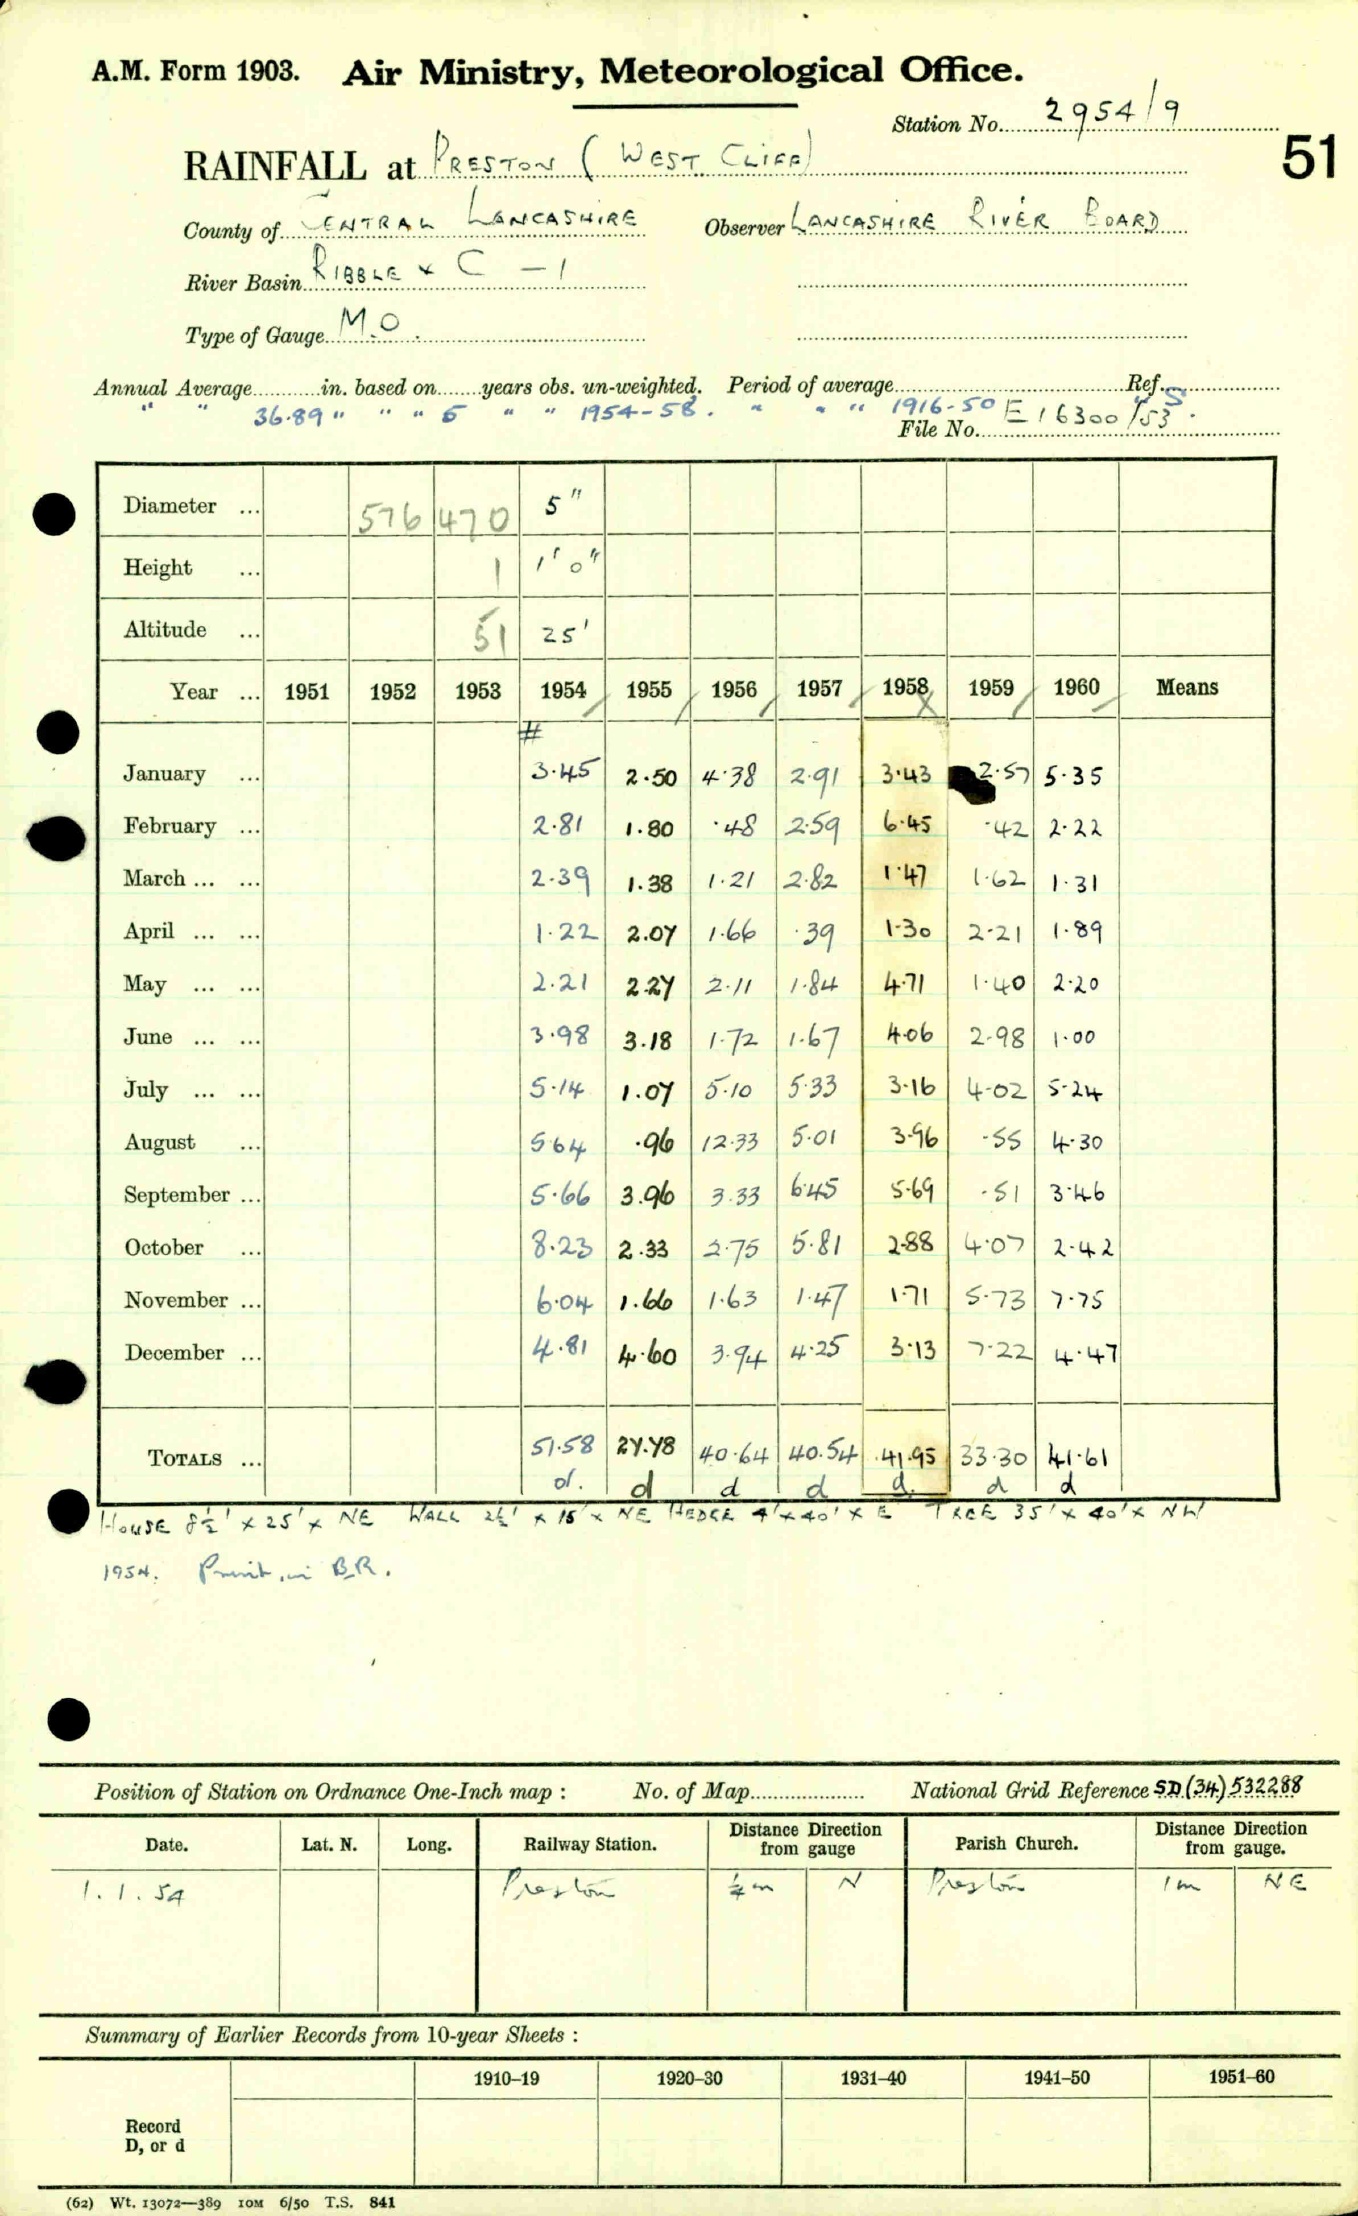 A.M. Form 1903. Air Ministry, Meteorological Office.
Station No. 2954/9
51
RAINFALL at PRESTON (WEST CLIFF)
County of CENTRAL LANCASHIRE Observer LANCASHIRE RIVER BOARD
River Basin RIBBLE × C - 1
Type of Gauge M.O.
Annual Average in. based on years obs. un-weighted. Period of average Ref.
" " 36.89 " " " 5 " " 1954-58. " " " 1916-50 S
File No. E16300/53
Diameter ... 576 470 5"
Height ... 1 1' 0"
Altitude ... 51 25'
Year ... 1951 1952 1953 1954 1955 1956 1957 1958 1959 1960 Means
#
January ... 3.45 2.50 4.38 2.91 3.43 2.57 5.35
February ... 2.81 1.80 .48 2.59 6.45 .42 2.22
March ... ... 2.39 1.38 1.21 2.82 1.47 1.62 1.31
April ... ... 1.22 2.07 1.66 .39 1.30 2.21 1.89
May ... ... 2.21 2.27 2.11 1.84 4.71 1.40 2.20
June ... ... 3.98 3.18 1.72 1.67 4.06 2.98 1.00
July ... ... 5.14 1.07 5.10 5.33 3.16 4.02 5.24
August ... 5.64 .96 12.33 5.01 3.96 .55 4.30
September ... 5.66 3.96 3.33 6.45 5.69 .51 3.46
October ... 8.23 2.33 2.75 5.81 2.88 4.07 2.42
November ... 6.04 1.66 1.63 1.47 1.71 5.73 7.75
December ... 4.81 4.60 3.94 4.25 3.13 7.22 4.47
TOTALS ... 51.58 27.78 40.64 40.54 41.95 33.30 41.61
d. d d d d. d d
HOUSE 8½' × 25' × NE WALL 2½' × 15' × NE HEDGE 4' × 40' × E TREE 35' × 40' × NW
1954. Print in B.R.
Position of Station on Ordnance One-Inch map : No. of Map National Grid Reference SD (34) 532288
Date. Lat. N. Long. Railway Station. Distance from gauge Direction Parish Church. Distance from gauge. Direction
1.1.54 Preston N Preston 1m NE
Summary of Earlier Records from 10-year Sheets :
1910–19 1920–30 1931–40 1941–50 1951–60
Record
D, or d
(62) Wt. 13072—389 10M 6/50 T.S. 841